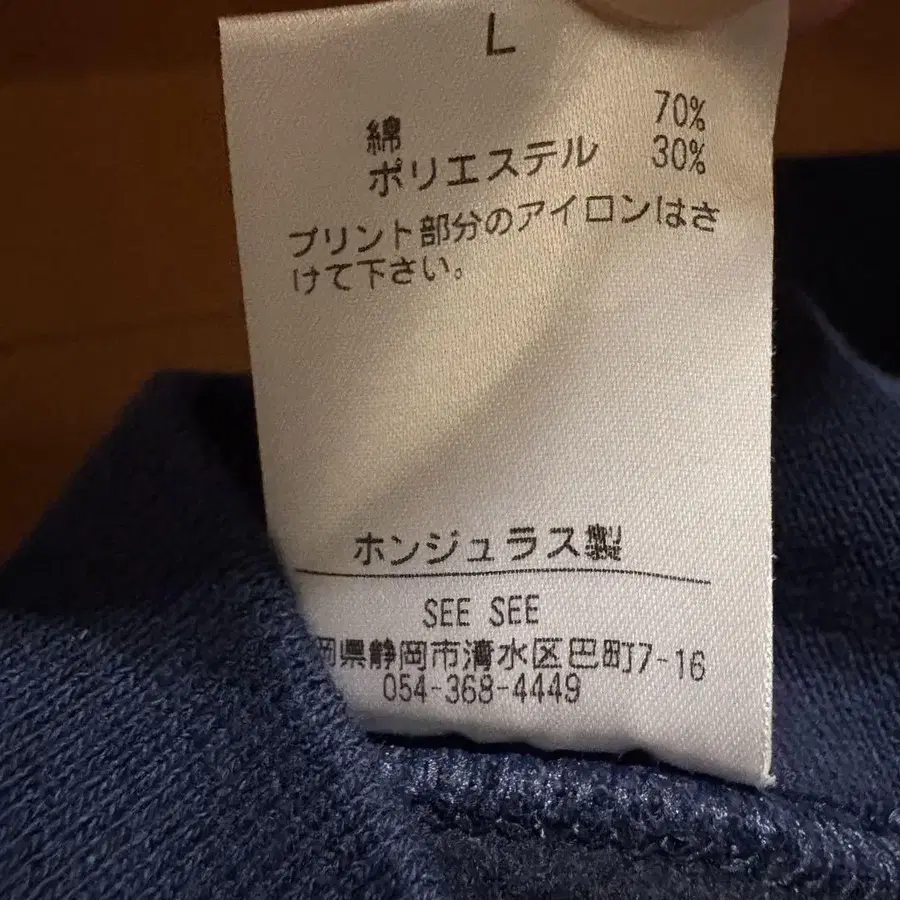 L
綿 70%
ポリエステル 30%
プリント部分のアイロンはさ
けて下さい。
ホンジュラス製
SEE SEE
岡県静岡市清水区巴町7-16
054-368-4449